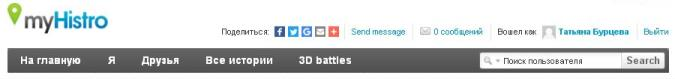 myHistro
Поделиться: Send message 0 сообщений Вошел как Татьяна Бурцева Выйти
На главную Я Друзья Все истории 3D battles Поиск пользователя Search